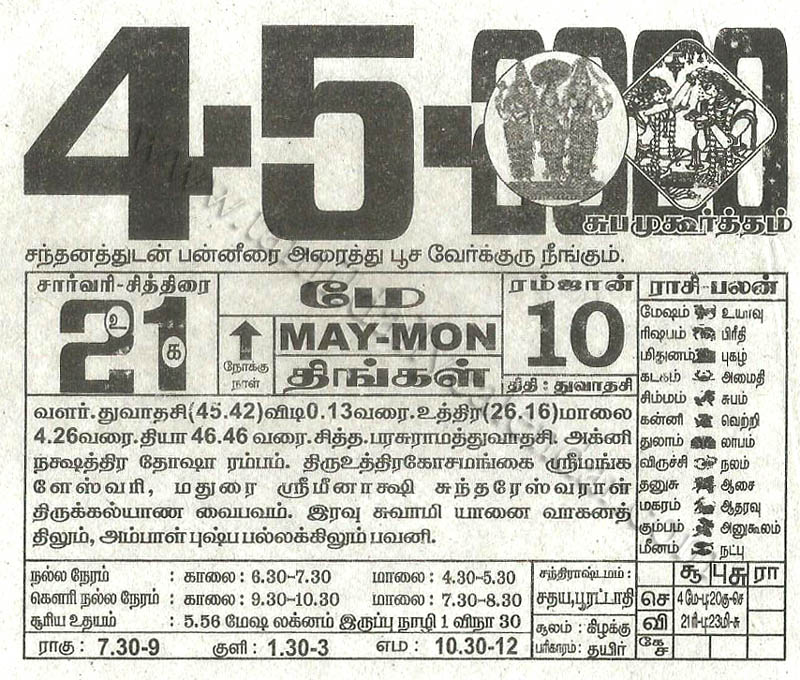 4-5-2020
சுபமுகூர்த்தம்
சந்தனத்துடன் பன்னீரை அரைத்து பூச வேர்க்குரு நீங்கும்.
சார்வரி-சித்திரை
21
உ
க
நோக்கு
நாள்
மே
MAY-MON
திங்கள்
ரம்ஜான்
10
திதி : துவாதசி
ராசி-பலன்
மேஷம் உயர்வு
ரிஷபம் பிரீதி
மிதுனம் புகழ்
கடகம் அமைதி
சிம்மம் சுபம்
கன்னி வெற்றி
துலாம் லாபம்
விருச்சி நலம்
தனுசு ஆசை
மகரம் ஆதரவு
கும்பம் அனுகூலம்
மீனம் நட்பு
வளர்.துவாதசி(45.42)விடி0.13வரை.உத்திர(26.16)மாலை
4.26வரை.தியா 46.46 வரை.சித்த.பரசுராமத்துவாதசி. அக்னி
நக்ஷத்திர தோஷா ரம்பம். திருஉத்திரகோசமங்கை ஸ்ரீமங்க
ளேஸ்வரி, மதுரை ஸ்ரீமீனாக்ஷி சுந்தரேஸ்வராள்
திருக்கல்யாண வைபவம். இரவு சுவாமி யானை வாகனத்
திலும், அம்பாள் புஷ்ப பல்லக்கிலும் பவனி.
நல்ல நேரம் : காலை: 6.30-7.30 மாலை: 4.30-5.30
கௌரி நல்ல நேரம் : காலை: 9.30-10.30 மாலை: 7.30-8.30
சூரிய உதயம் : 5.56 மேஷ லக்னம் இருப்பு நாழி 1 விநா 30
ராகு: 7.30-9 குளி: 1.30-3 எம: 10.30-12
சந்திராஷ்டமம் :
சதய,பூரட்டாதி
சூலம் : கிழக்கு
பரிகாரம் : தயிர்
சூ பு சு ரா
செ 4 மே-பு20கு-செ
வி 21ரி-பு23மி-சு
கே